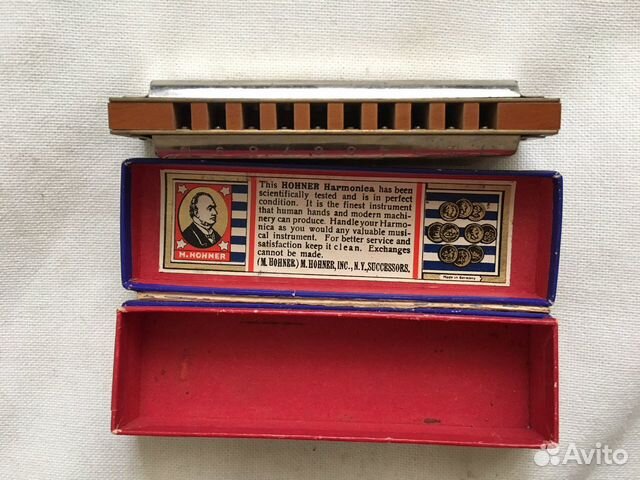 This HOHNER Harmonica has been
scientifically tested and is in perfect
condition. It is the finest instrument
that human hands and modern machi-
nery can produce. Handle your Harmo-
nica as you would any valuable musi-
cal instrument. For better service and
satisfaction keep it clean. Exchanges
cannot be made.
(M. HOHNER) M. HOHNER, INC., N.Y., SUCCESSORS.
M. HOHNER
Made in Germany
Avito